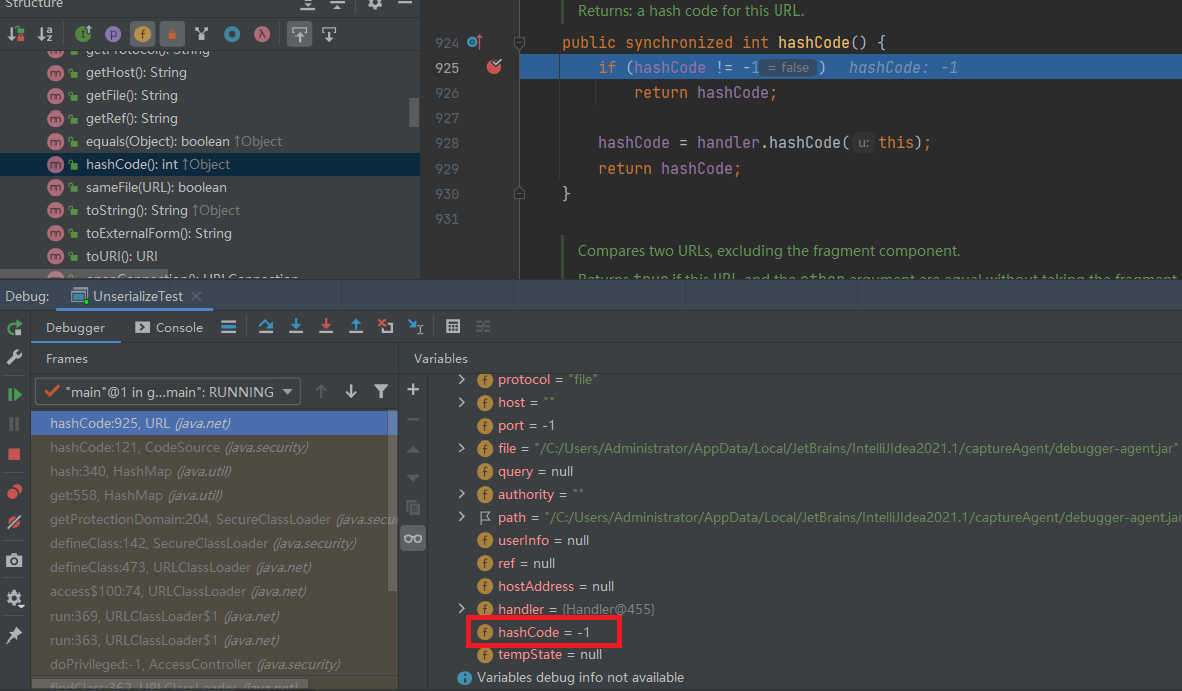 Structure
getProtocol(): String
getHost(): String
getFile(): String
getRef(): String
equals(Object): boolean ↑Object
hashCode(): int ↑Object
sameFile(URL): boolean
toString(): String ↑Object
toExternalForm(): String
toURI(): URI
openConnection(): URLConnection
Returns: a hash code for this URL.
924 public synchronized int hashCode() {
925 if (hashCode != -1 = false ) hashCode: -1
926 return hashCode;
927
928 hashCode = handler.hashCode( u: this);
929 return hashCode;
930 }
931
Compares two URLs, excluding the fragment component.
Returns true if this URL and the other argument are equal without taking the fragment
Debug: UnserializeTest
Debugger Console
Frames
"main"@1 in g...main": RUNNING
hashCode:925, URL (java.net)
hashCode:121, CodeSource (java.security)
hash:340, HashMap (java.util)
get:558, HashMap (java.util)
getProtectionDomain:204, SecureClassLoader (java.secu
defineClass:142, SecureClassLoader (java.security)
defineClass:473, URLClassLoader (java.net)
access$100:74, URLClassLoader (java.net)
run:369, URLClassLoader$1 (java.net)
run:363, URLClassLoader$1 (java.net)
doPrivileged:-1, AccessController (java.security)
findClass:362, URLClassLoader (java.net)
Variables
protocol = "file"
host = ""
port = -1
file = "/C:/Users/Administrator/AppData/Local/JetBrains/IntelliJIdea2021.1/captureAgent/debugger-agent.jar"
query = null
authority = ""
path = "/C:/Users/Administrator/AppData/Local/JetBrains/IntelliJIdea2021.1/captureAgent/debugger-agent.jar
userInfo = null
ref = null
hostAddress = null
handler = {Handler@455}
hashCode = -1
tempState = null
Variables debug info not available